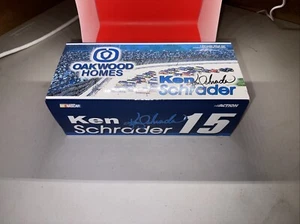 OAKWOOD
HOMES
Ken
Schrader
NASCAR
ACTION
Ken
Schrader 15